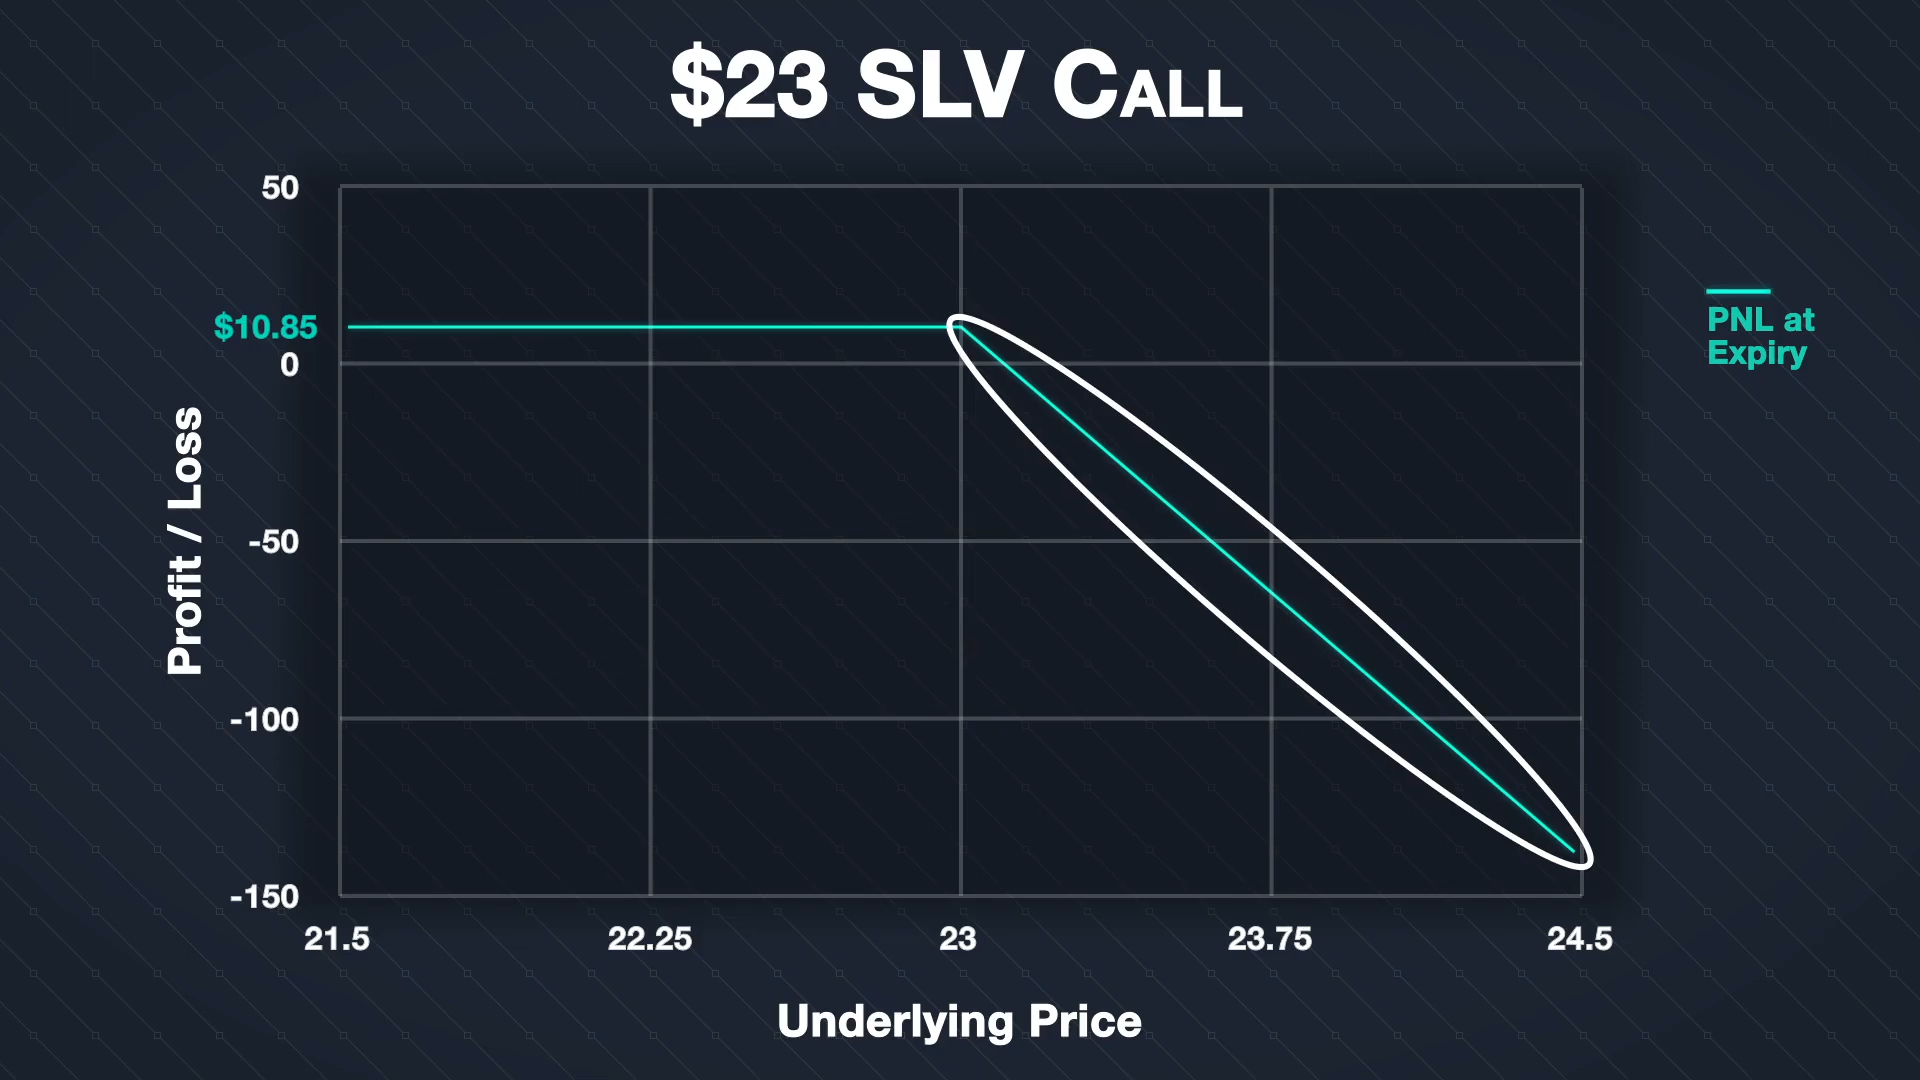 $23 SLV CALL
50
$10.85
0
-50
-100
-150
Profit / Loss
21.5 22.25 23 23.75 24.5
Underlying Price
PNL at
Expiry